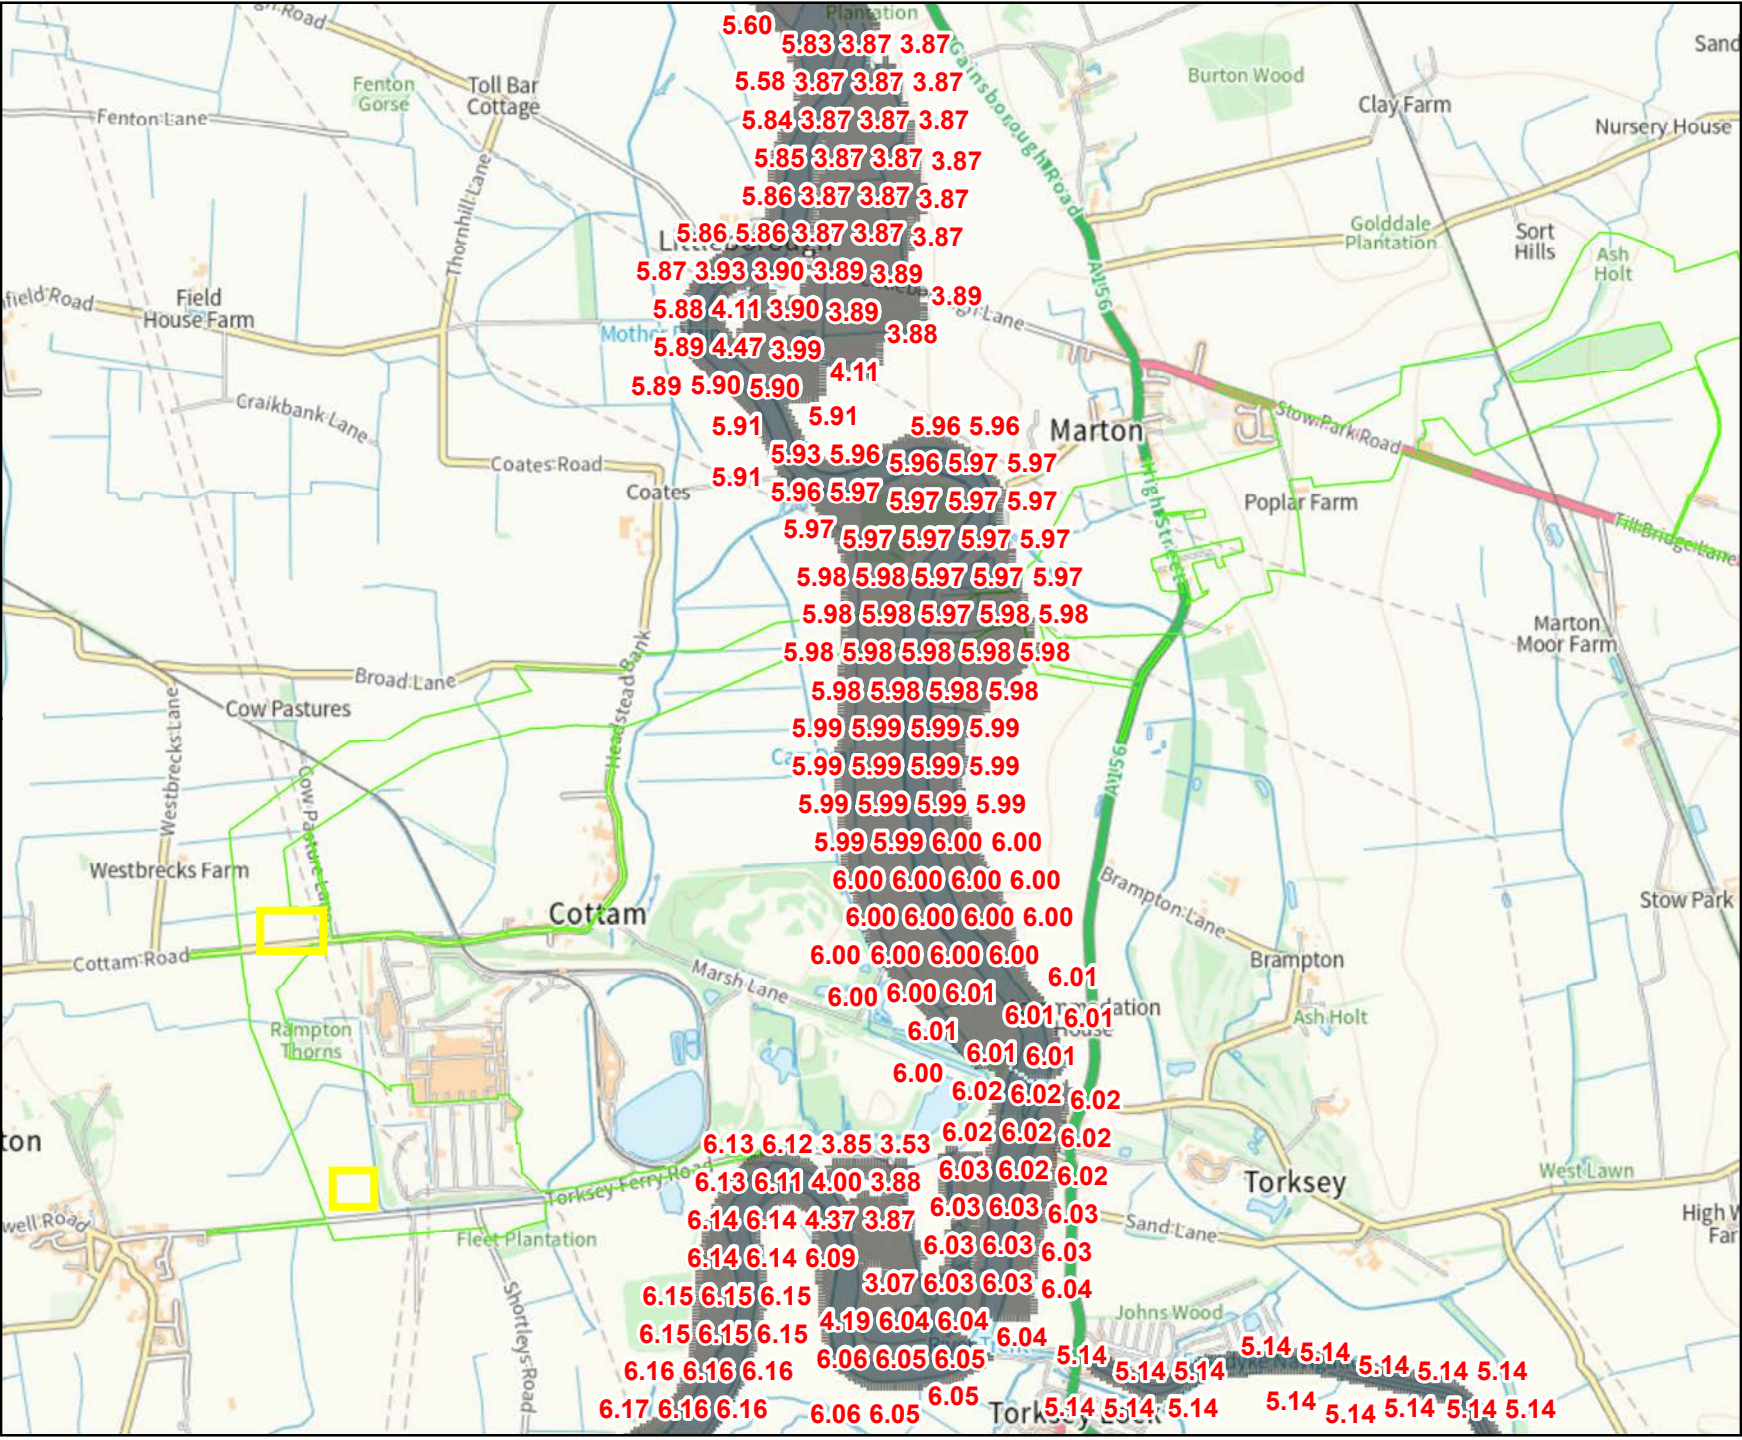 gh Road
Plantation
5.60
5.83 3.87 3.87
Sand
Gainsborough Road
Toll Bar
Cottage
Fenton
Gorse
5.58 3.87 3.87 3.87
Burton Wood
Clay Farm
Fenton Lane
5.84 3.87 3.87 3.87
Nursery House
5.85 3.87 3.87 3.87
Thornhill Lane
5.86 3.87 3.87 3.87
Golddale
Plantation
Sort
Hills
Ash
Holt
Littleborough
5.86 5.86 3.87 3.87 3.87
5.87 3.93 3.90 3.89 3.89
A156
nfield Road
Field
House Farm
3.89
gh Lane
5.88 4.11 3.90 3.89
Mother Drain
3.88
5.89 4.47 3.99
4.11
5.89 5.90 5.90
Craikbank Lane
5.91
5.91
5.96 5.96
Marton
Stow Park Road
5.93 5.96
5.96 5.97 5.97
Coates Road
5.91
Coates
5.96 5.97
5.97 5.97 5.97
High Street
Poplar Farm
5.97
5.97 5.97 5.97 5.97
Till Bridge Lane
5.98 5.98 5.97 5.97 5.97
5.98 5.98 5.97 5.98 5.98
Marton
Moor Farm
5.98 5.98 5.98 5.98 5.98
Headstead Bank
Broad Lane
5.98 5.98 5.98 5.98
Westbrecks Lane
Cow Pastures
5.99 5.99 5.99 5.99
5.99 5.99 5.99 5.99
A156
Cow Pasture Lane
5.99 5.99 5.99 5.99
5.99 5.99 6.00 6.00
Westbrecks Farm
6.00 6.00 6.00 6.00
Brampton Lane
Stow Park
Cottam
6.00 6.00 6.00 6.00
Cottam Road
6.00 6.00 6.00 6.00
Brampton
Marsh Lane
6.01
6.00 6.00 6.01
Accommodation
House
6.01 6.01
Ash Holt
Rampton
Thorns
6.01
6.01 6.01
6.00
6.02 6.02 6.02
ton
6.13 6.12 3.85 3.53
6.02 6.02 6.02
Torksey Ferry Road
6.13 6.11 4.00 3.88
6.03 6.02 6.02
Torksey
West Lawn
6.14 6.14 4.37 3.87
6.03 6.03 6.03
well Road
Sand Lane
High W
Far
Fleet Plantation
6.14 6.14 6.09
6.03 6.03 6.03
3.07 6.03 6.03 6.04
6.15 6.15 6.15
Shortleys Road
Johns Wood
4.19 6.04 6.04
6.15 6.15 6.15
6.04
River Trent
6.06 6.05 6.05
5.14
5.14 5.14
5.14 5.14
5.14 5.14 5.14
6.16 6.16 6.16
6.05
6.17 6.16 6.16
6.06 6.05
Torksey Lock
5.14 5.14 5.14
5.14
5.14 5.14 5.14 5.14